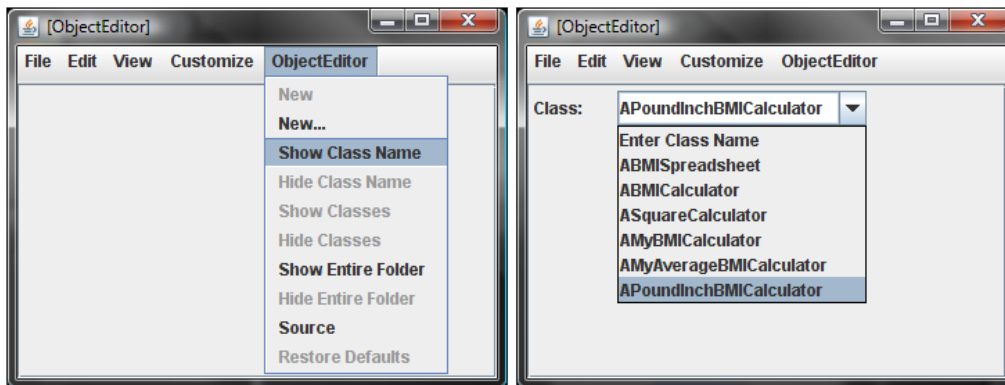 [ObjectEditor]
File Edit View Customize ObjectEditor
New
New...
Show Class Name
Hide Class Name
Show Classes
Hide Classes
Show Entire Folder
Hide Entire Folder
Source
Restore Defaults
[ObjectEditor]
File Edit View Customize ObjectEditor
Class: APoundInchBMICalculator
Enter Class Name
ABMISpreadsheet
ABMICalculator
ASquareCalculator
AMyBMICalculator
AMyAverageBMICalculator
APoundInchBMICalculator